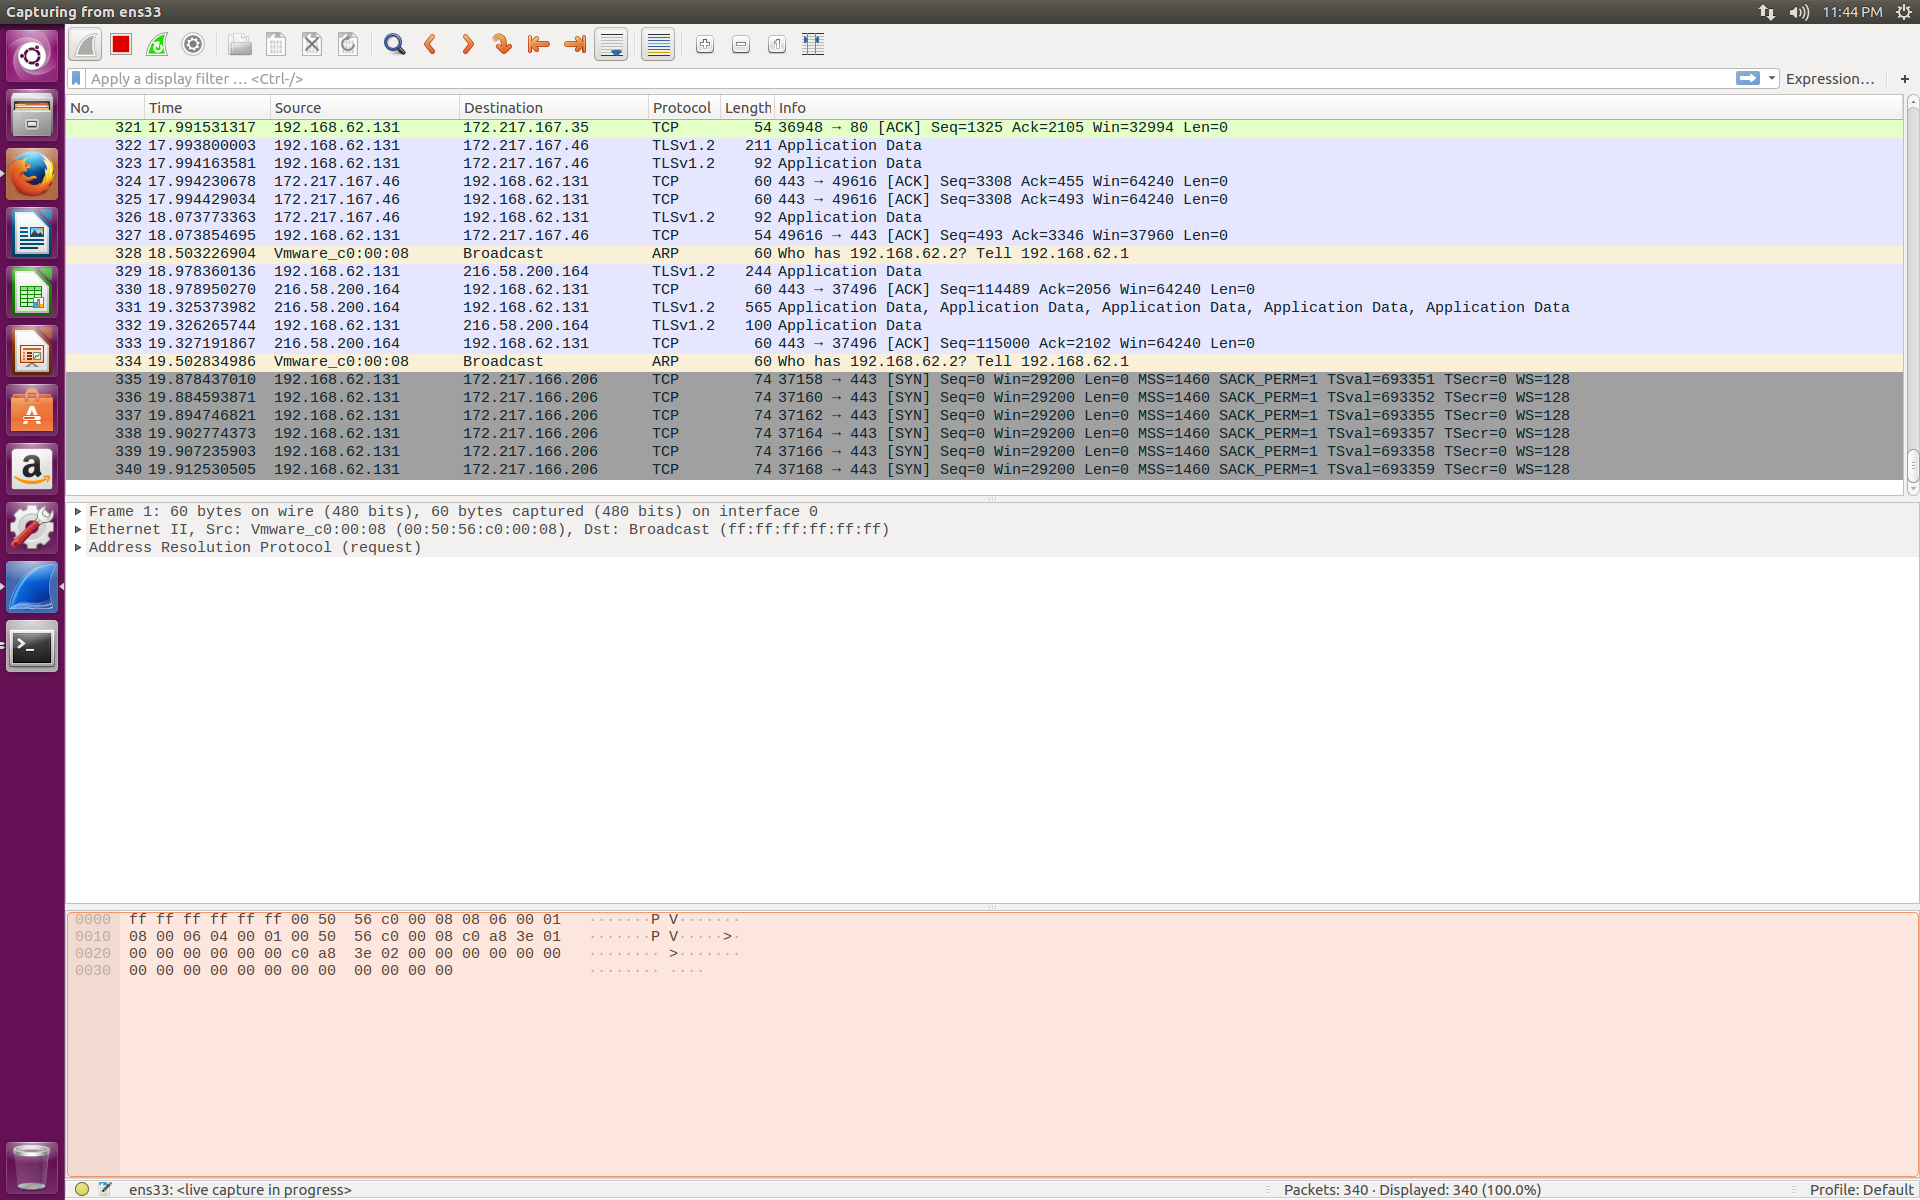 Capturing from ens33
11:44 PM
Apply a display filter … <Ctrl-/>
Expression…
+
No. Time Source Destination Protocol Length Info
321 17.991531317 192.168.62.131 172.217.167.35 TCP 54 36948 → 80 [ACK] Seq=1325 Ack=2105 Win=32994 Len=0
322 17.993800003 192.168.62.131 172.217.167.46 TLSv1.2 211 Application Data
323 17.994163581 192.168.62.131 172.217.167.46 TLSv1.2 92 Application Data
324 17.994230678 172.217.167.46 192.168.62.131 TCP 60 443 → 49616 [ACK] Seq=3308 Ack=455 Win=64240 Len=0
325 17.994429034 172.217.167.46 192.168.62.131 TCP 60 443 → 49616 [ACK] Seq=3308 Ack=493 Win=64240 Len=0
326 18.073773363 172.217.167.46 192.168.62.131 TLSv1.2 92 Application Data
327 18.073854695 192.168.62.131 172.217.167.46 TCP 54 49616 → 443 [ACK] Seq=493 Ack=3346 Win=37960 Len=0
328 18.503226904 Vmware_c0:00:08 Broadcast ARP 60 Who has 192.168.62.2? Tell 192.168.62.1
329 18.978360136 192.168.62.131 216.58.200.164 TLSv1.2 244 Application Data
330 18.978950270 216.58.200.164 192.168.62.131 TCP 60 443 → 37496 [ACK] Seq=114489 Ack=2056 Win=64240 Len=0
331 19.325373982 216.58.200.164 192.168.62.131 TLSv1.2 565 Application Data, Application Data, Application Data, Application Data, Application Data
332 19.326265744 192.168.62.131 216.58.200.164 TLSv1.2 100 Application Data
333 19.327191867 216.58.200.164 192.168.62.131 TCP 60 443 → 37496 [ACK] Seq=115000 Ack=2102 Win=64240 Len=0
334 19.502834986 Vmware_c0:00:08 Broadcast ARP 60 Who has 192.168.62.2? Tell 192.168.62.1
335 19.878437010 192.168.62.131 172.217.166.206 TCP 74 37158 → 443 [SYN] Seq=0 Win=29200 Len=0 MSS=1460 SACK_PERM=1 TSval=693351 TSecr=0 WS=128
336 19.884593871 192.168.62.131 172.217.166.206 TCP 74 37160 → 443 [SYN] Seq=0 Win=29200 Len=0 MSS=1460 SACK_PERM=1 TSval=693352 TSecr=0 WS=128
337 19.894746821 192.168.62.131 172.217.166.206 TCP 74 37162 → 443 [SYN] Seq=0 Win=29200 Len=0 MSS=1460 SACK_PERM=1 TSval=693355 TSecr=0 WS=128
338 19.902774373 192.168.62.131 172.217.166.206 TCP 74 37164 → 443 [SYN] Seq=0 Win=29200 Len=0 MSS=1460 SACK_PERM=1 TSval=693357 TSecr=0 WS=128
339 19.907235903 192.168.62.131 172.217.166.206 TCP 74 37166 → 443 [SYN] Seq=0 Win=29200 Len=0 MSS=1460 SACK_PERM=1 TSval=693358 TSecr=0 WS=128
340 19.912530505 192.168.62.131 172.217.166.206 TCP 74 37168 → 443 [SYN] Seq=0 Win=29200 Len=0 MSS=1460 SACK_PERM=1 TSval=693359 TSecr=0 WS=128
Frame 1: 60 bytes on wire (480 bits), 60 bytes captured (480 bits) on interface 0
Ethernet II, Src: Vmware_c0:00:08 (00:50:56:c0:00:08), Dst: Broadcast (ff:ff:ff:ff:ff:ff)
Address Resolution Protocol (request)
0000 ff ff ff ff ff ff 00 50 56 c0 00 08 08 06 00 01 ·······P V·······
0010 08 00 06 04 00 01 00 50 56 c0 00 08 c0 a8 3e 01 ·······P V·····>·
0020 00 00 00 00 00 00 c0 a8 3e 02 00 00 00 00 00 00 ········ >·······
0030 00 00 00 00 00 00 00 00 00 00 00 00 ········ ····
ens33: <live capture in progress>
Packets: 340 · Displayed: 340 (100.0%)
Profile: Default